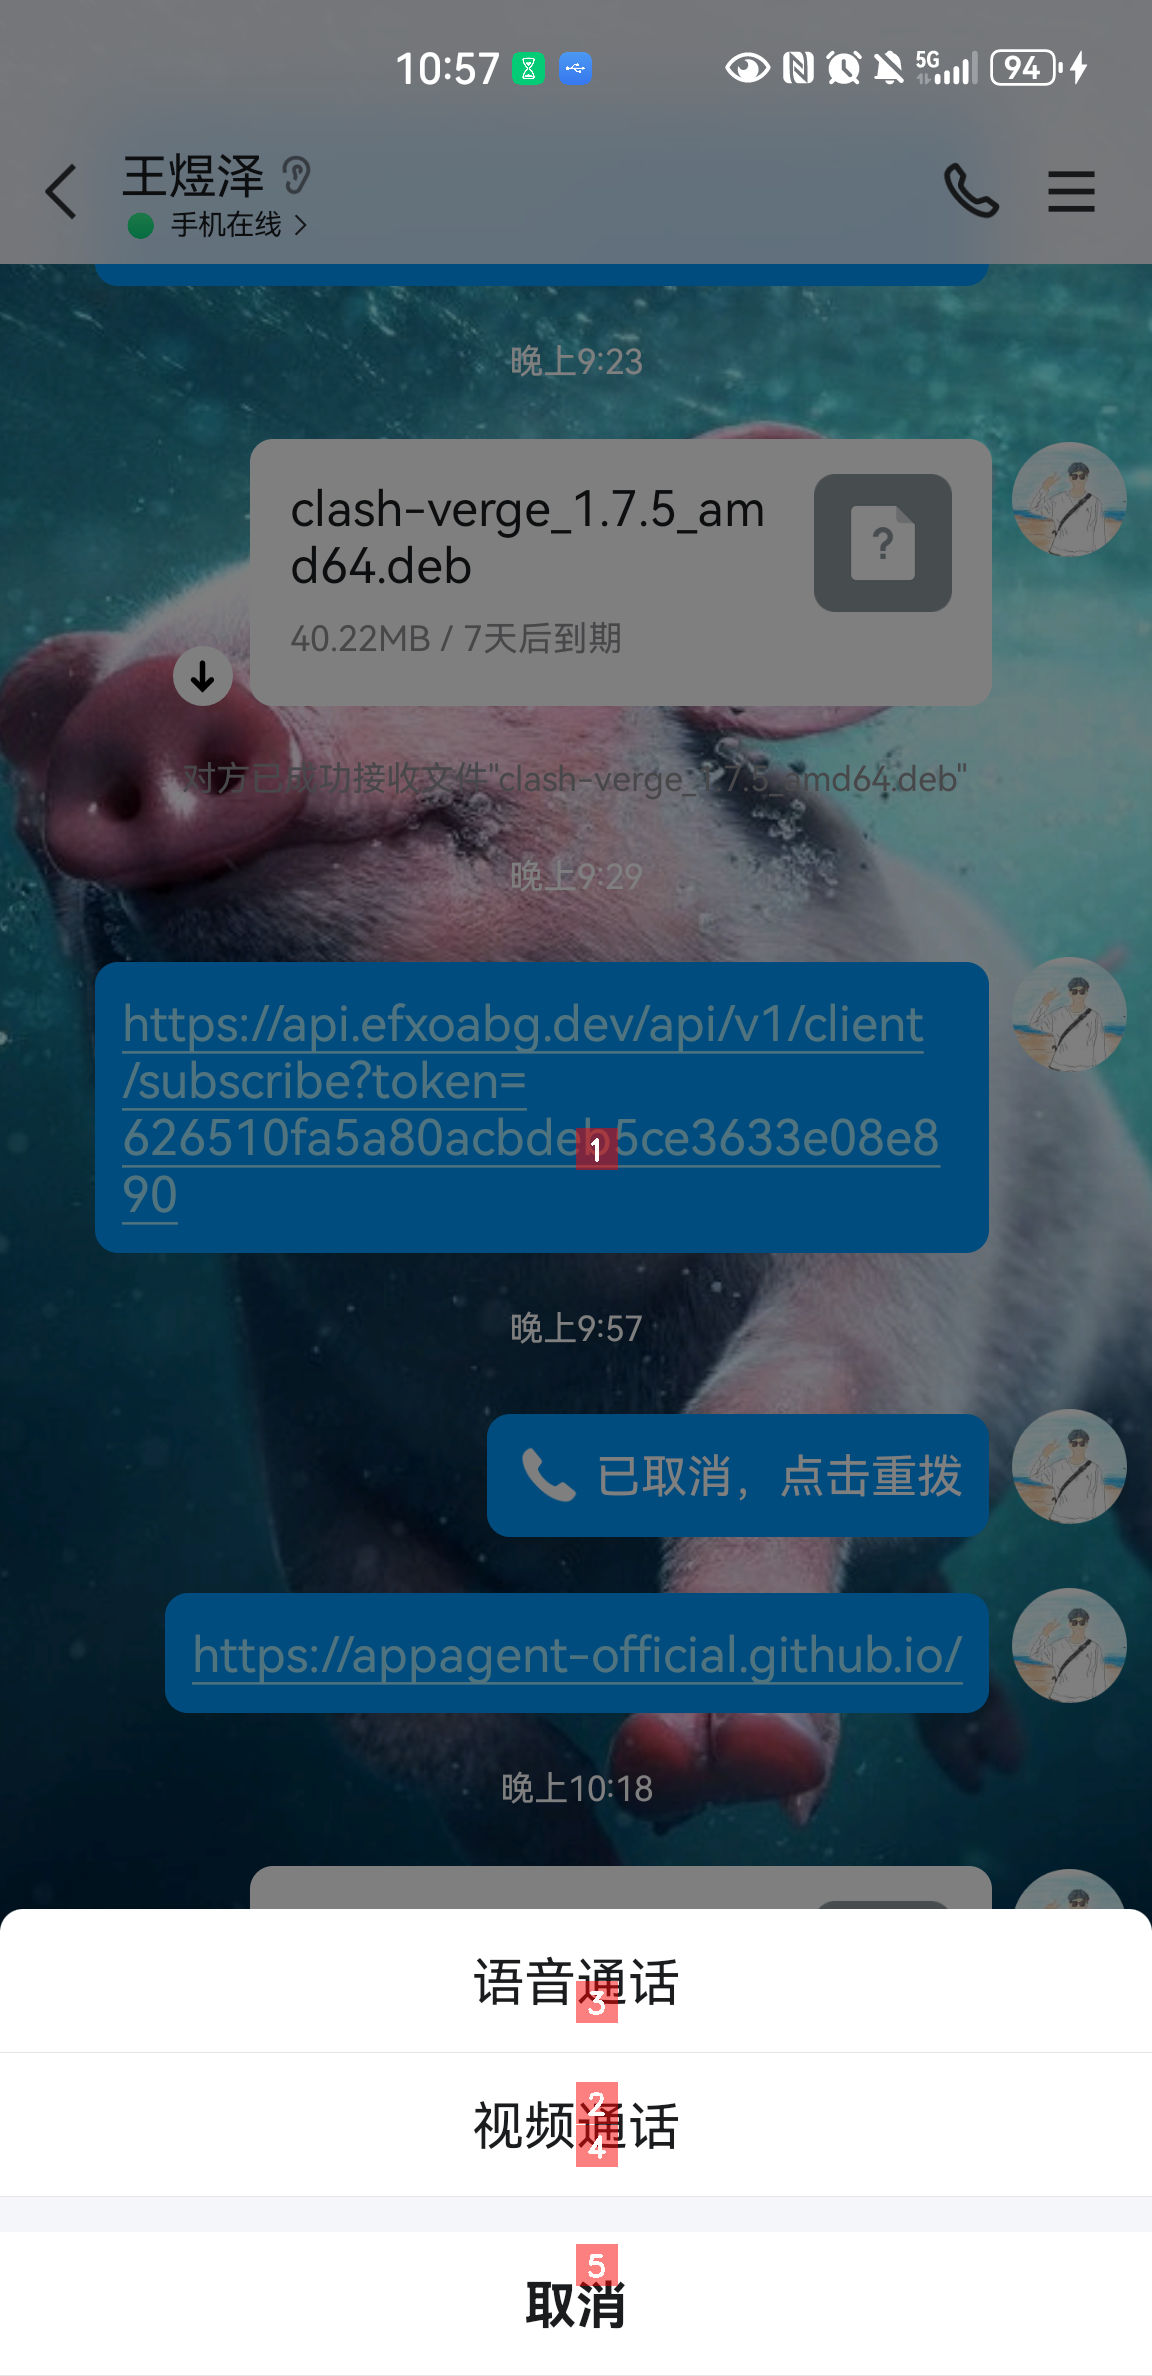 10:57 5G 94
王煜泽
手机在线
晚上9:23
clash-verge_1.7.5_am
d64.deb
40.22MB / 7天后到期
对方已成功接收文件"clash-verge_1.7.5_amd64.deb"
晚上9:29
https://api.efxoabg.dev/api/v1/client
/subscribe?token=
626510fa5a80acbdeb5ce3633e08e8
90
1
晚上9:57
已取消，点击重拨
https://appagent-official.github.io/
晚上10:18
语音通话
3
2
视频通话
4
5
取消